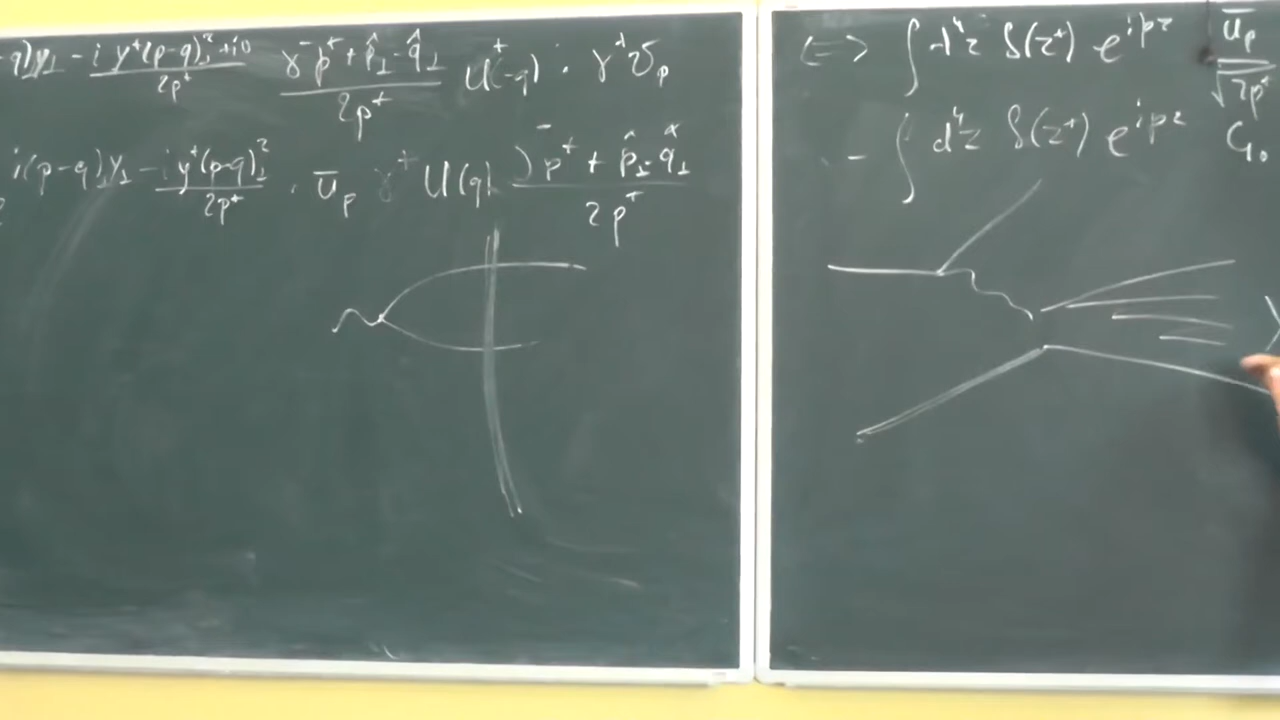 -q)y⊥ - i y⁺(p-q)⊥² + i0 / 2p⁺   γ⁻p⁺ + p̂⊥ - q̂⊥ / 2p⁺   U⁺(-q) · γ⁺ v_p
i(p-q)⊥y⊥ - i y⁺(p-q)⊥² / 2p⁺ · ū_p γ⁺ U(q)   p⁺ + p̂⊥ - q̂⊥ / 2p⁺
<=> ∫ d⁴z δ(z⁺) e^{ipz} ū_p / √2p⁺
- ∫ d⁴z δ(z⁺) e^{ipz} G₀